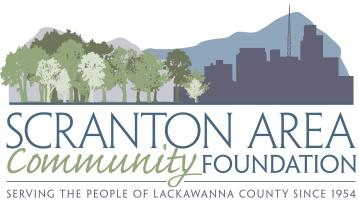 SCRANTON AREA
Community FOUNDATION
SERVING THE PEOPLE OF LACKAWANNA COUNTY SINCE 1954